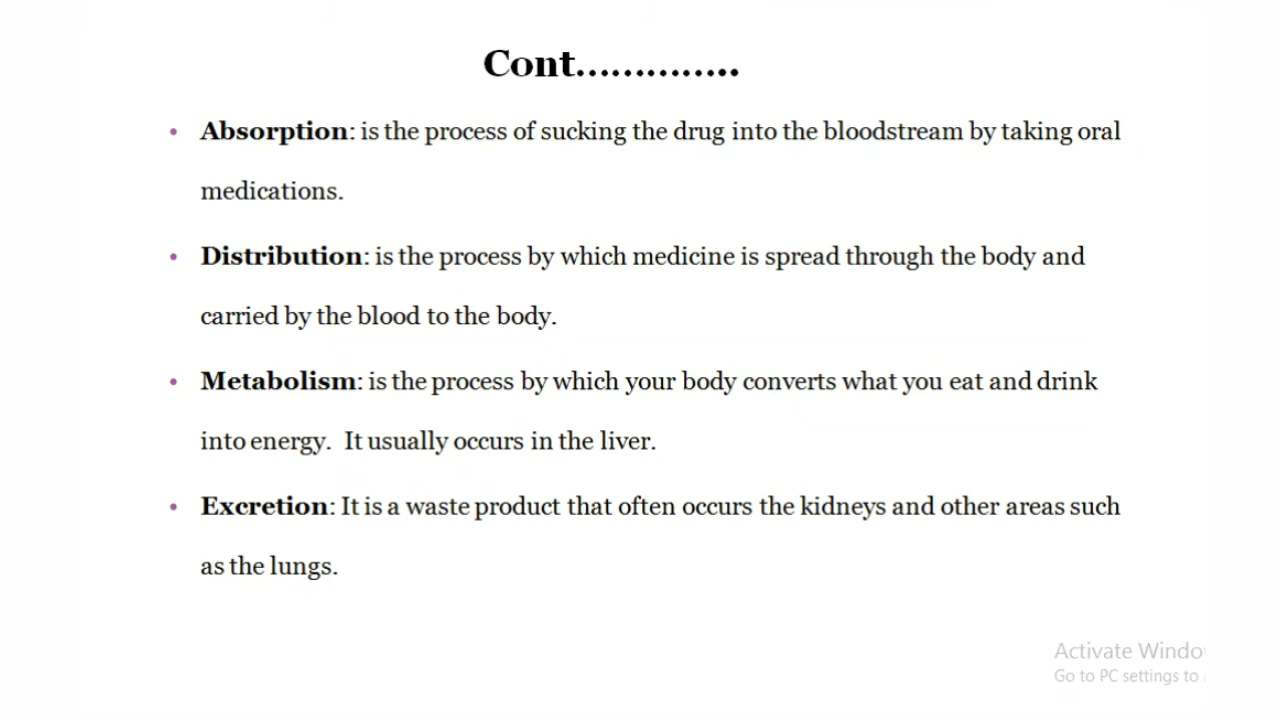 Cont..............
• Absorption: is the process of sucking the drug into the bloodstream by taking oral
medications.
• Distribution: is the process by which medicine is spread through the body and
carried by the blood to the body.
• Metabolism: is the process by which your body converts what you eat and drink
into energy.  It usually occurs in the liver.
• Excretion: It is a waste product that often occurs the kidneys and other areas such
as the lungs.
Activate Windo
Go to PC settings to